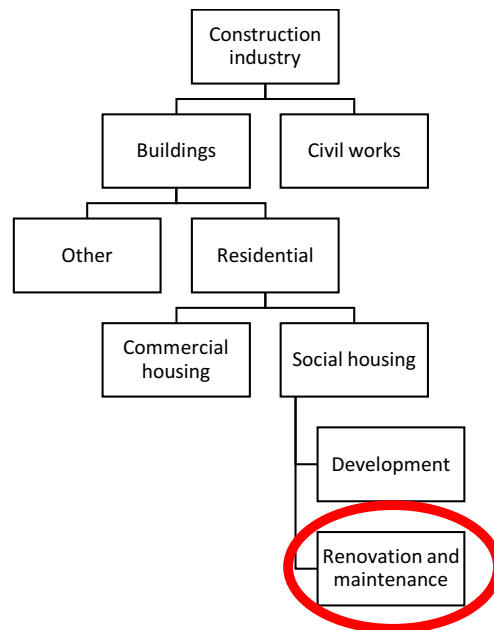 Construction
industry
Buildings
Civil works
Other
Residential
Commercial
housing
Social housing
Development
Renovation and
maintenance